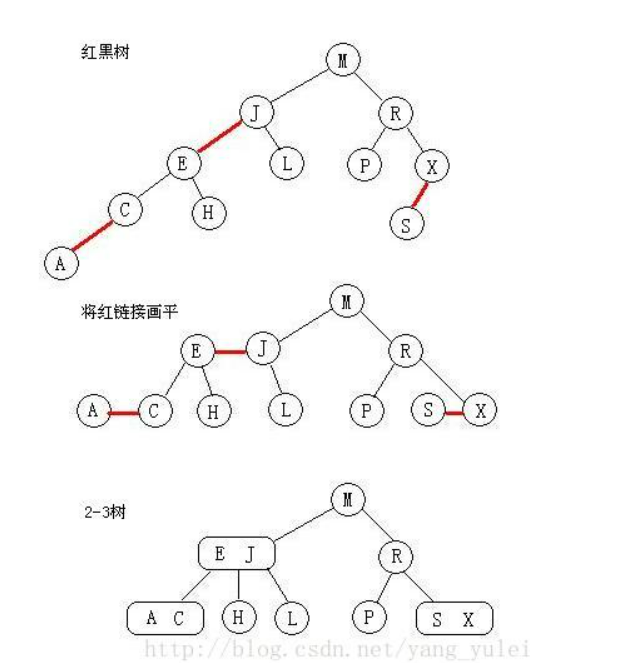 红黑树
M
J R
E L P X
C H S
A
将红链接画平
M
E J R
A C H L P S X
2-3树
M
E J R
A C H L P S X
http://blog.csdn.net/yang_yulei